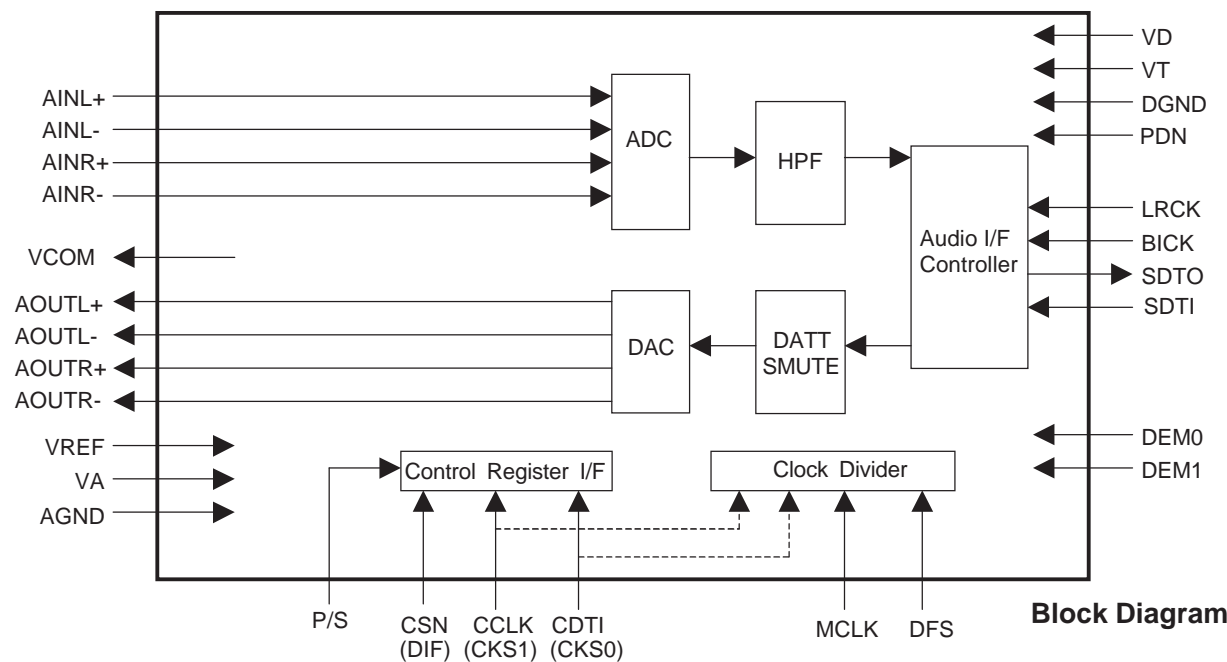 VD
VT
DGND
PDN
AINL+
AINL-
AINR+
AINR-
ADC
HPF
Audio I/F
Controller
LRCK
BICK
SDTO
SDTI
VCOM
AOUTL+
AOUTL-
AOUTR+
AOUTR-
DAC
DATT
SMUTE
VREF
VA
AGND
Control Register I/F
Clock Divider
DEM0
DEM1
P/S
CSN
(DIF)
CCLK
(CKS1)
CDTI
(CKS0)
MCLK
DFS
Block Diagram